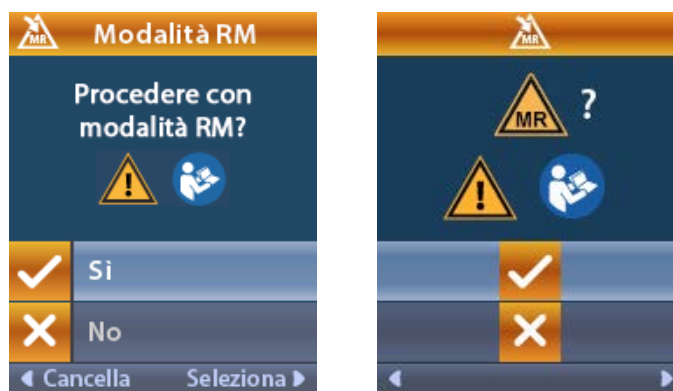 MR
Modalità RM
Procedere con
modalità RM?
!
Sì
No
Cancella Seleziona
MR
MR ?
!